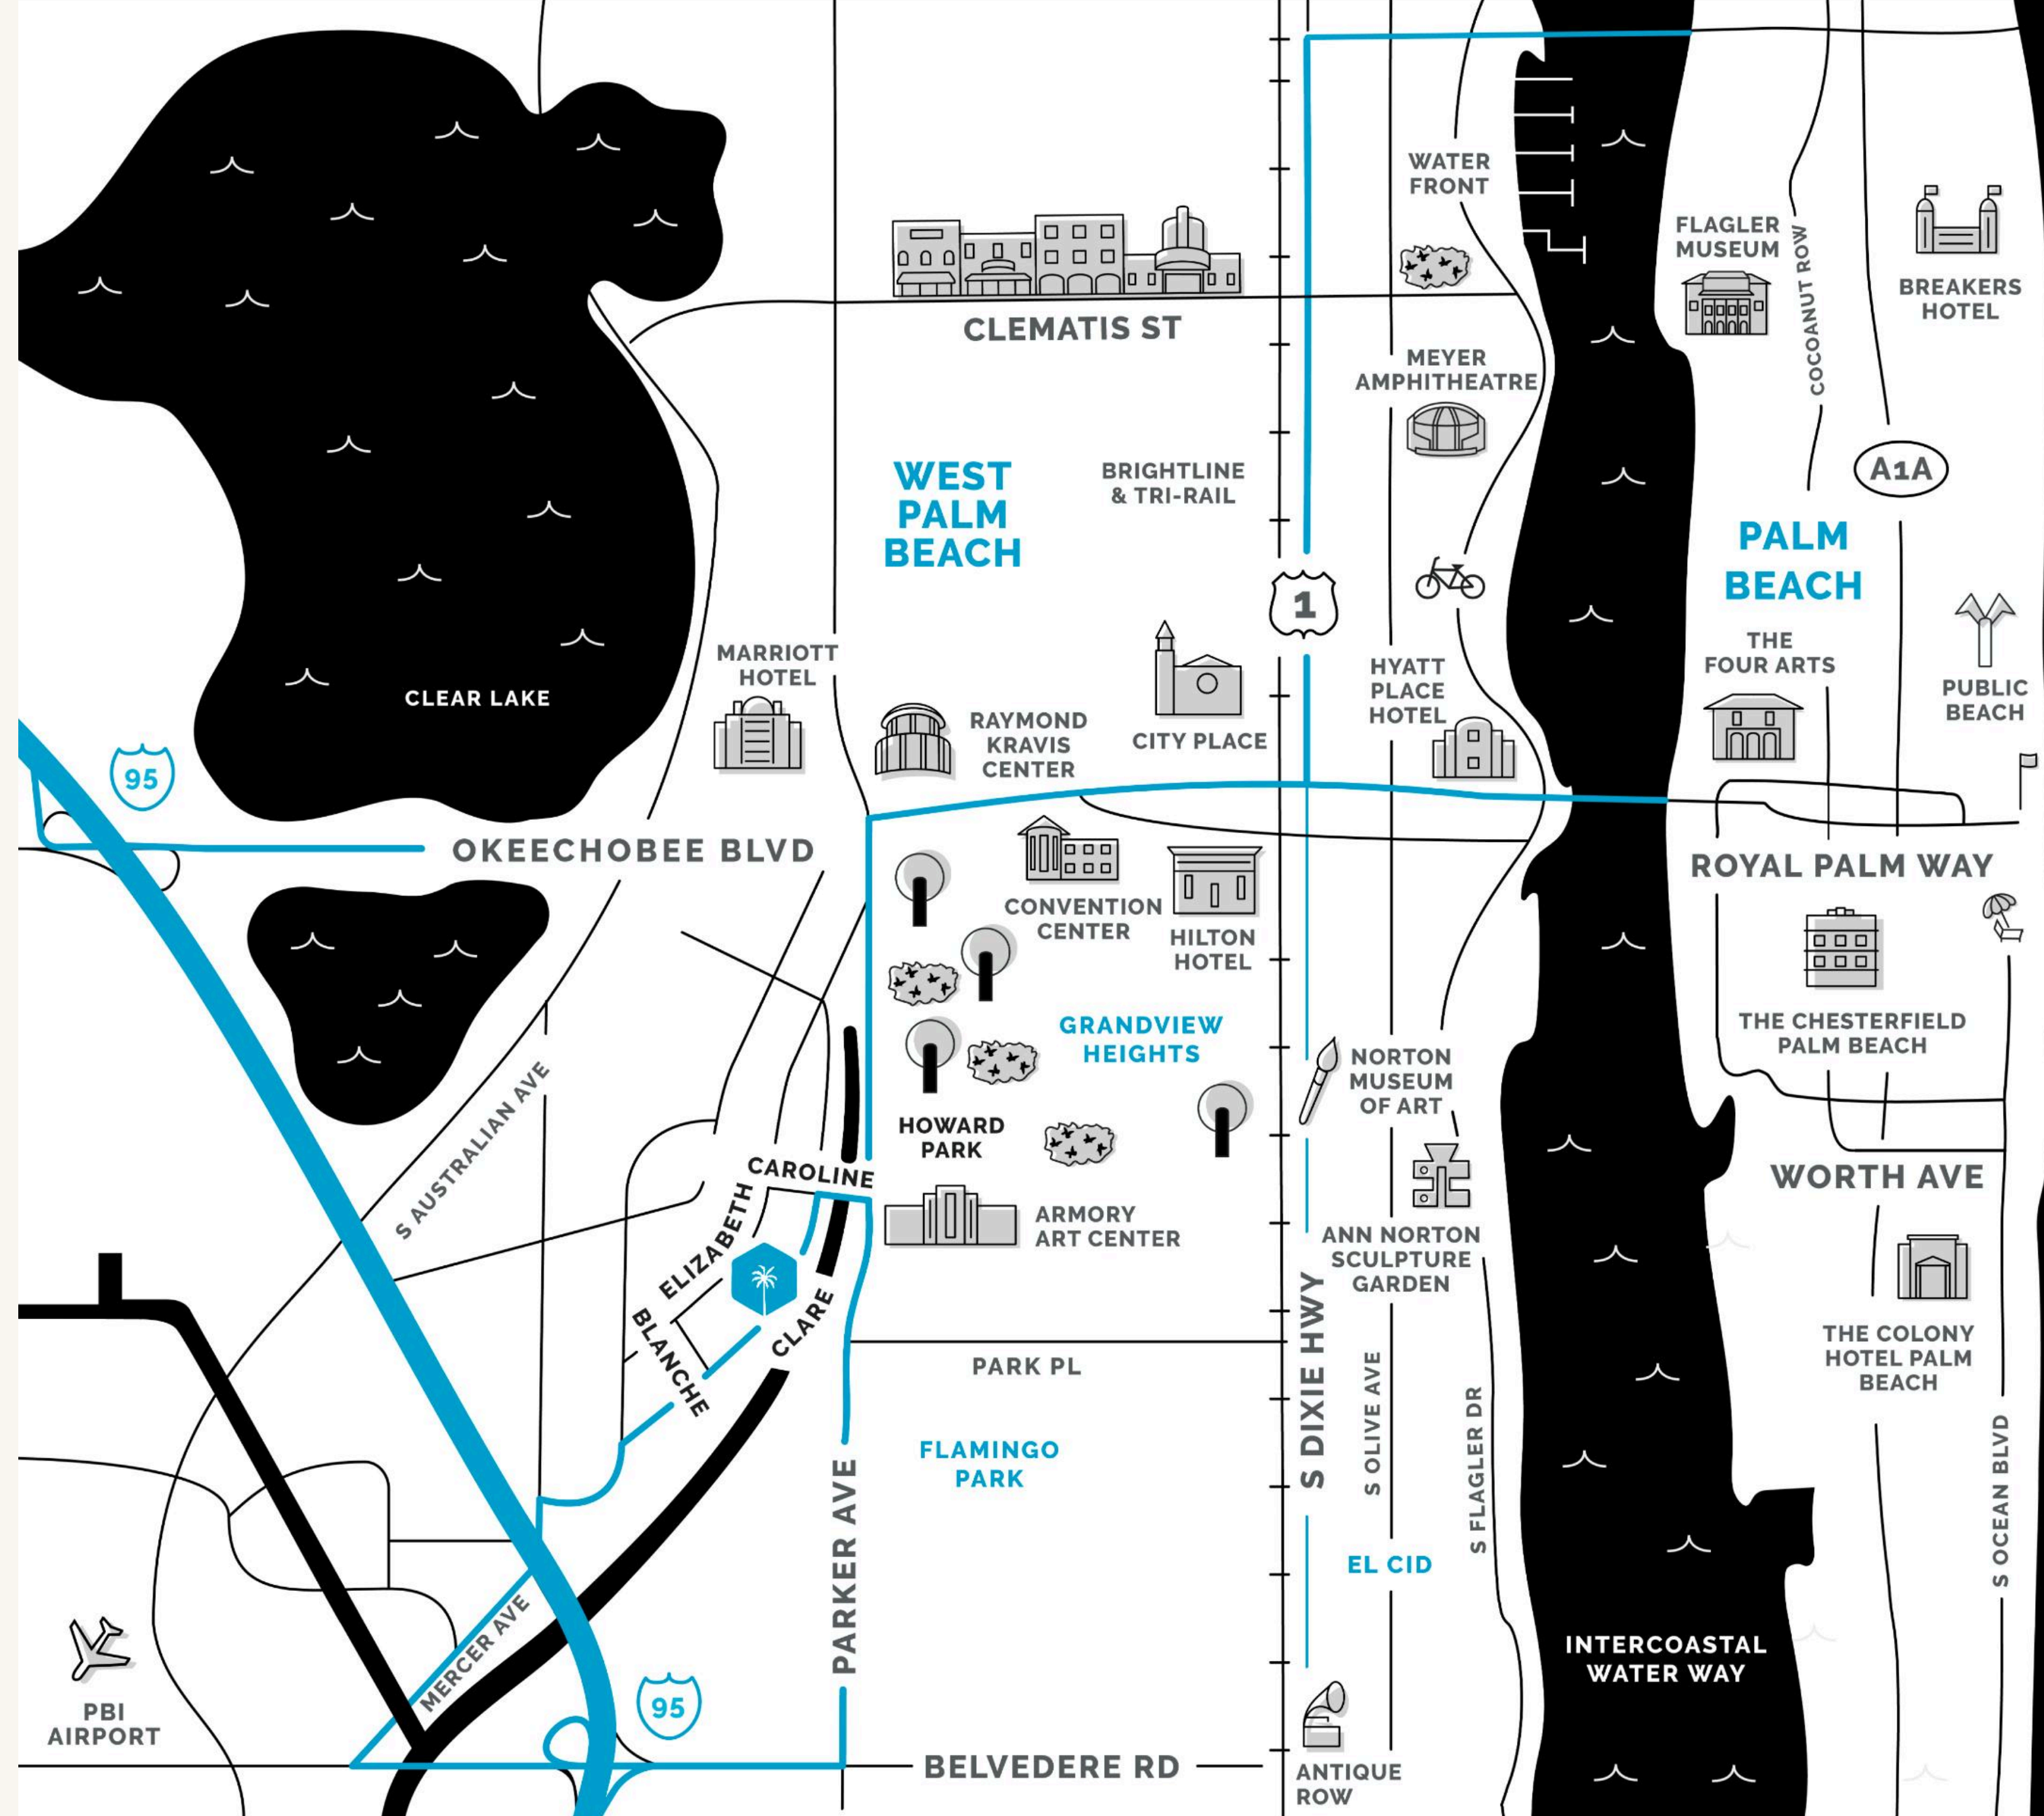 WATER
FRONT
FLAGLER
MUSEUM
COCOANUT ROW
BREAKERS
HOTEL
CLEMATIS ST
MEYER
AMPHITHEATRE
WEST
PALM
BEACH
BRIGHTLINE
& TRI-RAIL
A1A
PALM
BEACH
1
MARRIOTT
HOTEL
CLEAR LAKE
RAYMOND
KRAVIS
CENTER
CITY PLACE
HYATT
PLACE
HOTEL
THE
FOUR ARTS
PUBLIC
BEACH
95
OKEECHOBEE BLVD
ROYAL PALM WAY
CONVENTION
CENTER
HILTON
HOTEL
GRANDVIEW
HEIGHTS
THE CHESTERFIELD
PALM BEACH
NORTON
MUSEUM
OF ART
S AUSTRALIAN AVE
HOWARD
PARK
CAROLINE
ELIZABETH
WORTH AVE
ARMORY
ART CENTER
ANN NORTON
SCULPTURE
GARDEN
BLANCHE
CLARE
PARK PL
S DIXIE HWY
S OLIVE AVE
S FLAGLER DR
THE COLONY
HOTEL PALM
BEACH
S OCEAN BLVD
FLAMINGO
PARK
PARKER AVE
EL CID
MERCER AVE
INTERCOASTAL
WATER WAY
PBI
AIRPORT
95
BELVEDERE RD
ANTIQUE
ROW